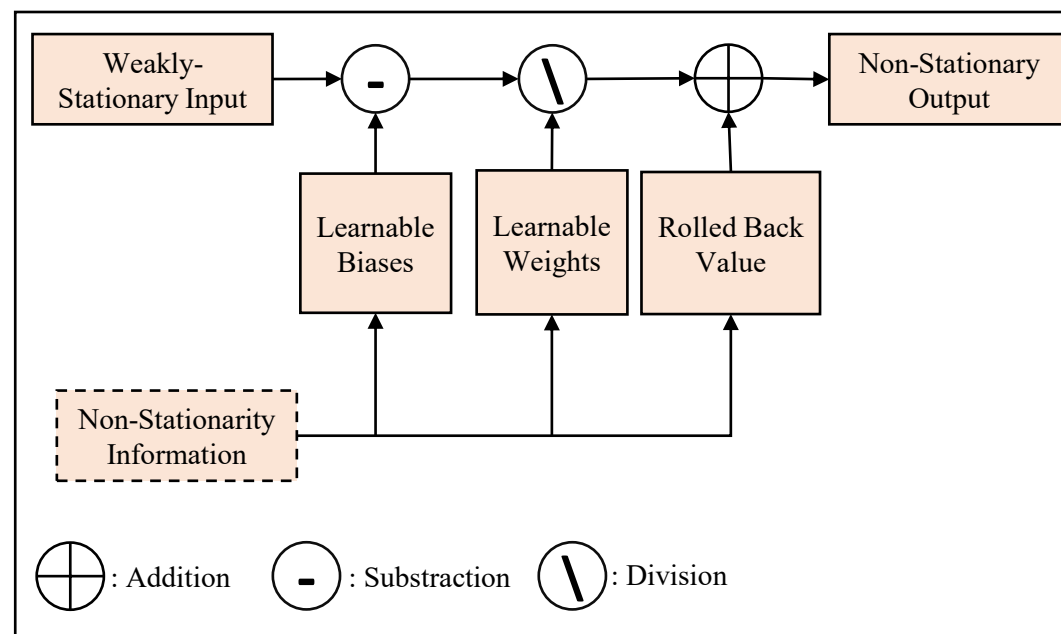 Weakly-
Stationary Input
-
\
Non-Stationary
Output
Learnable
Biases
Learnable
Weights
Rolled Back
Value
Non-Stationarity
Information
: Addition
- : Substraction
\ : Division